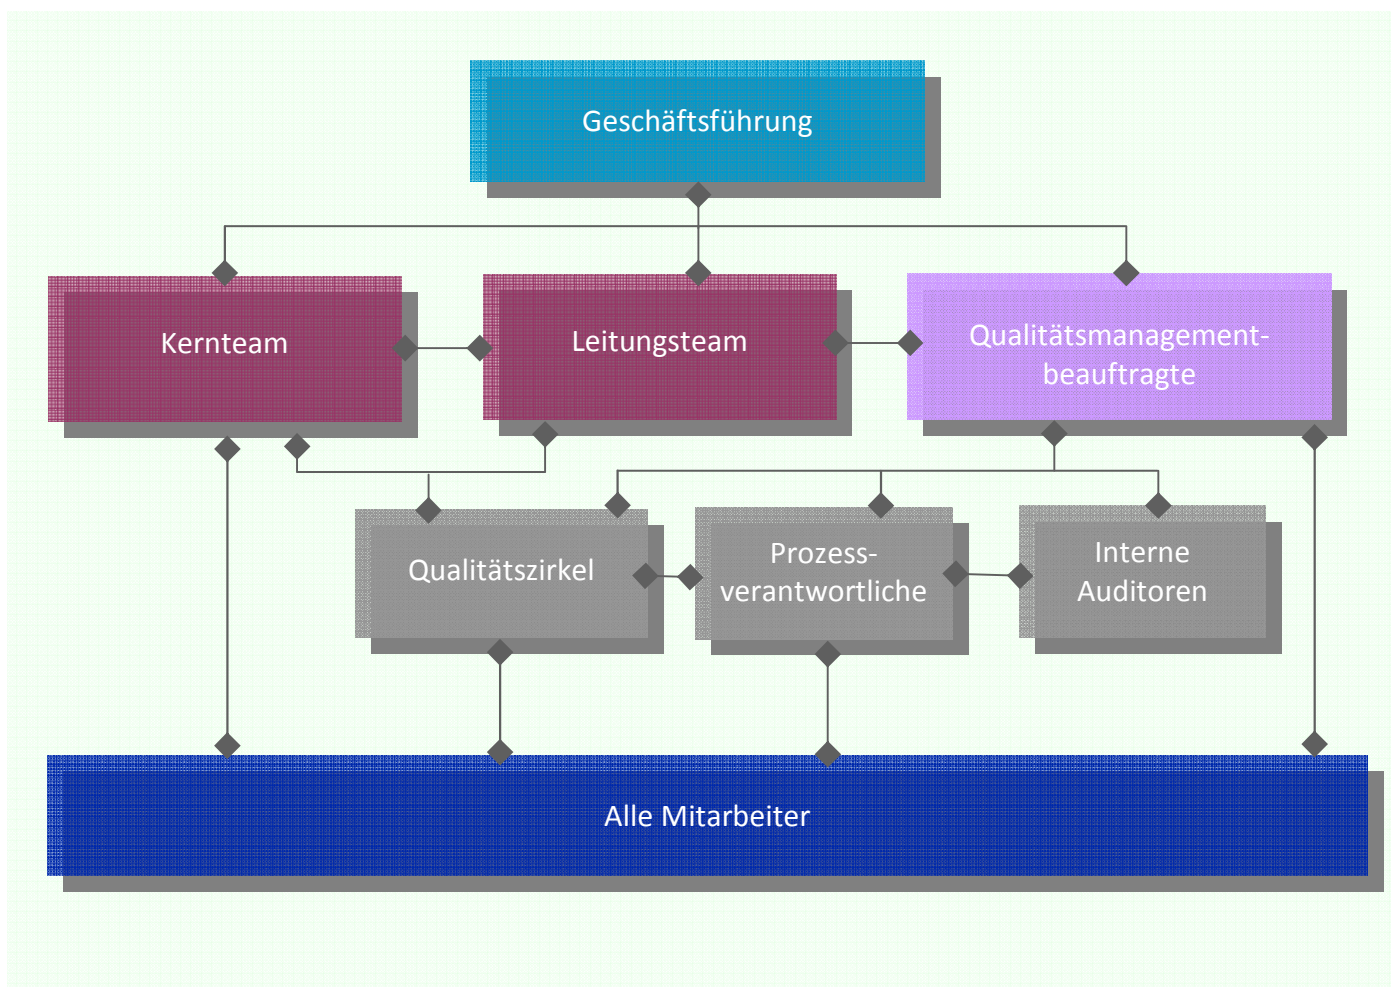 Geschäftsführung
Kernteam
Leitungsteam
Qualitätsmanagement-
beauftragte
Qualitätszirkel
Prozess-
verantwortliche
Interne
Auditoren
Alle Mitarbeiter